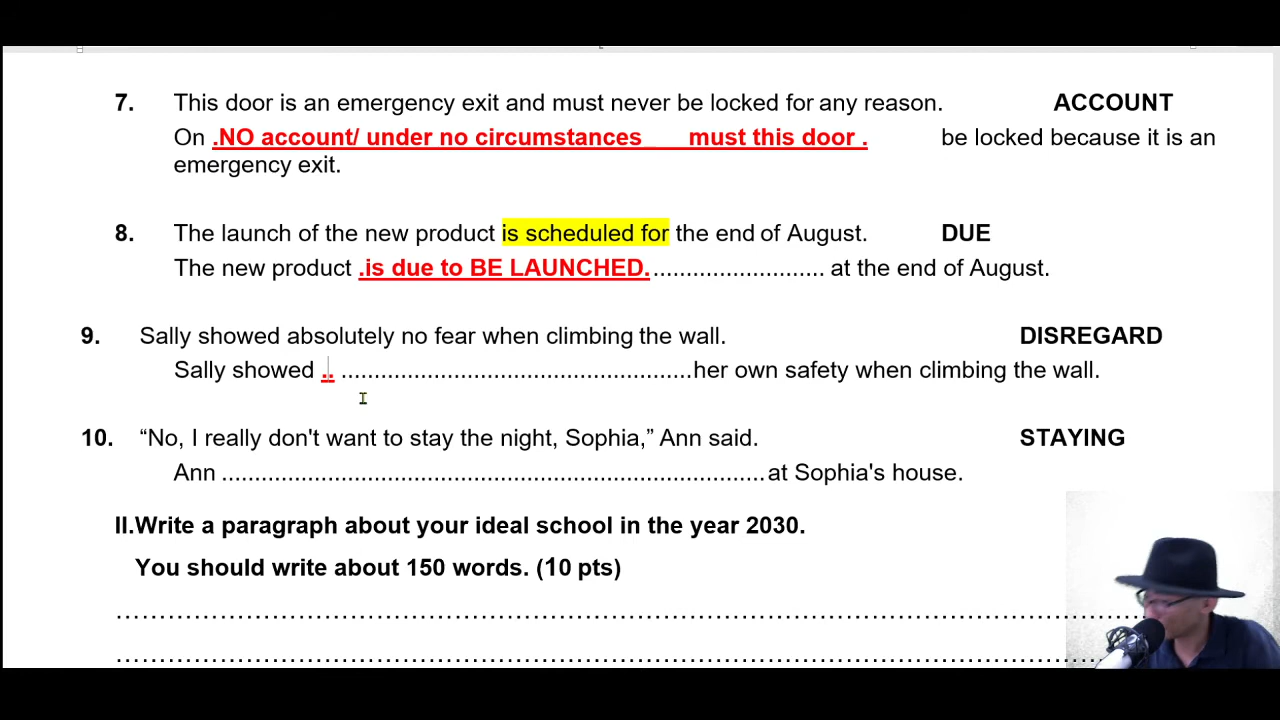 7. This door is an emergency exit and must never be locked for any reason. ACCOUNT
On .NO account/ under no circumstances__ must this door . be locked because it is an
emergency exit.
8. The launch of the new product is scheduled for the end of August. DUE
The new product .is due to BE LAUNCHED........................... at the end of August.
9. Sally showed absolutely no fear when climbing the wall. DISREGARD
Sally showed .. .....................................................her own safety when climbing the wall.
10. “No, I really don't want to stay the night, Sophia,” Ann said. STAYING
Ann ..................................................................................at Sophia's house.
II.Write a paragraph about your ideal school in the year 2030.
You should write about 150 words. (10 pts)